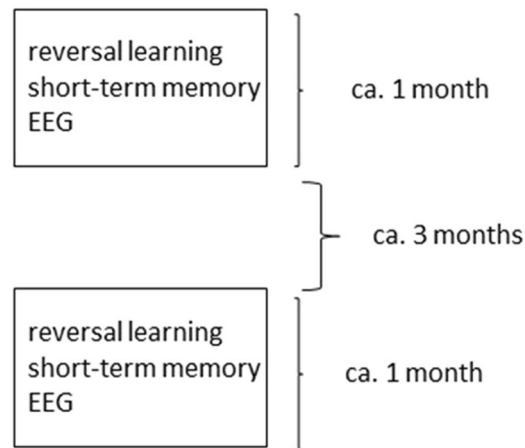 reversal learning
short-term memory
EEG
ca. 1 month
ca. 3 months
reversal learning
short-term memory
EEG
ca. 1 month